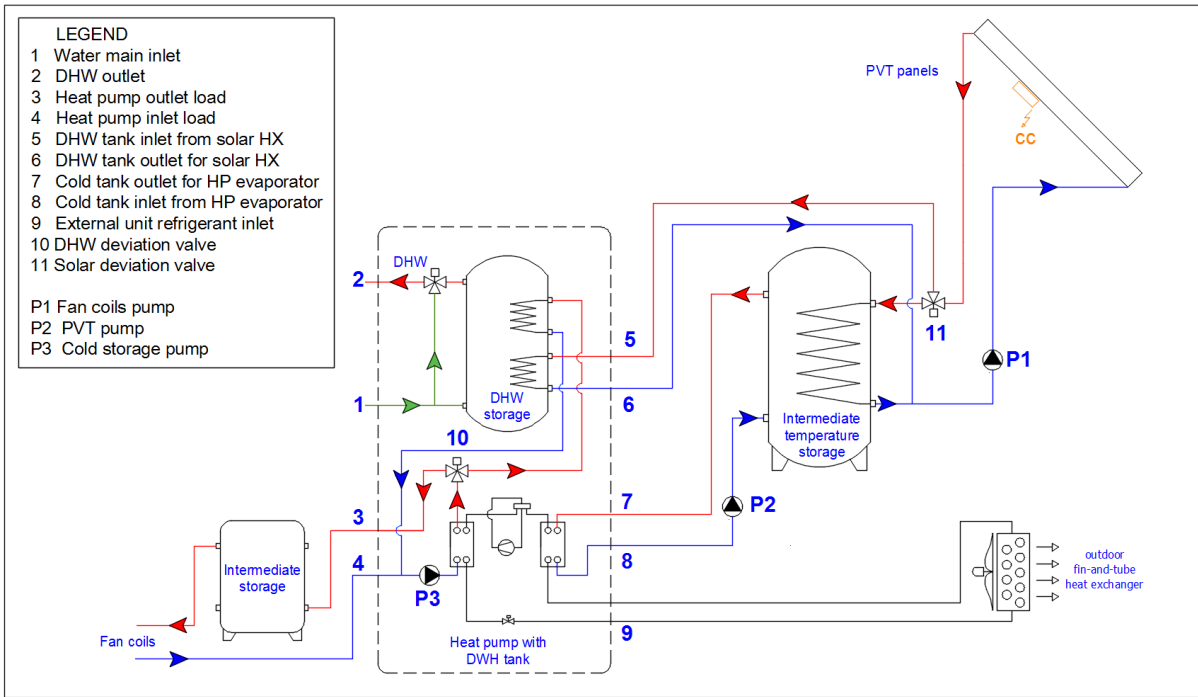 LEGEND
1 Water main inlet
2 DHW outlet
3 Heat pump outlet load
4 Heat pump inlet load
5 DHW tank inlet from solar HX
6 DHW tank outlet for solar HX
7 Cold tank outlet for HP evaporator
8 Cold tank inlet from HP evaporator
9 External unit refrigerant inlet
10 DHW deviation valve
11 Solar deviation valve
P1 Fan coils pump
P2 PVT pump
P3 Cold storage pump
PVT panels
CC
DHW
2
1
DHW
storage
5
6
10
Intermediate
temperature
storage
11
P1
P2
3
4
P3
7
8
9
Intermediate
storage
Fan coils
Heat pump with
DWH tank
outdoor
fin-and-tube
heat exchanger